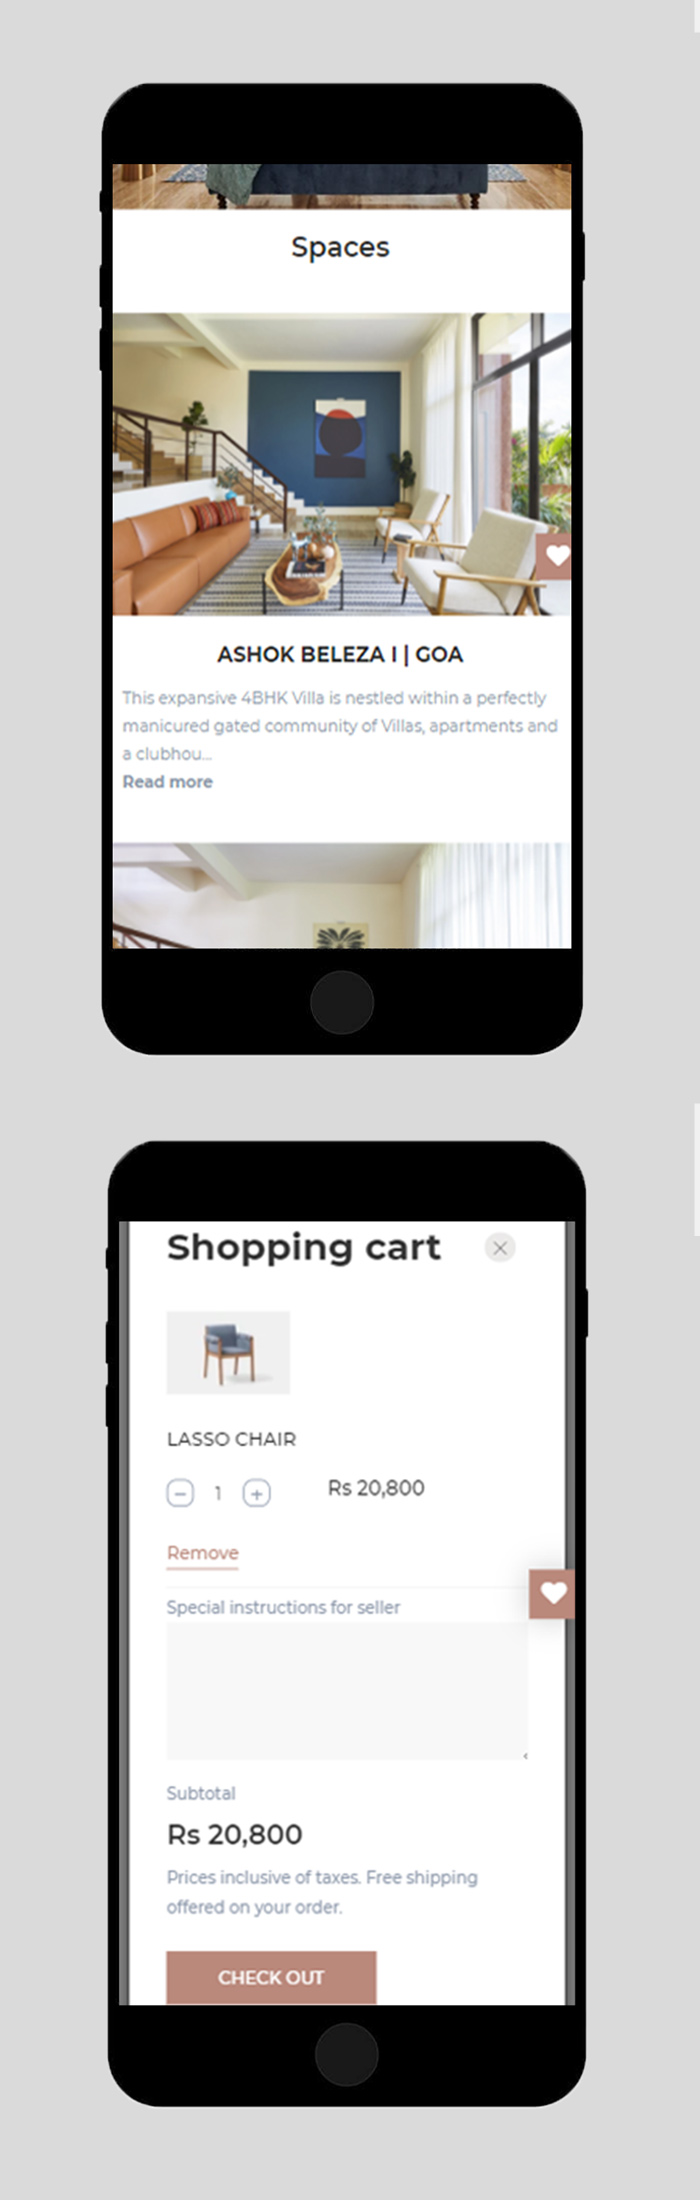 Spaces
ASHOK BELEZA I | GOA
This expansive 4BHK Villa is nestled within a perfectly
manicured gated community of Villas, apartments and
a clubhou...
Read more
Shopping cart
LASSO CHAIR
1
Rs 20,800
Remove
Special instructions for seller
Subtotal
Rs 20,800
Prices inclusive of taxes. Free shipping
offered on your order.
CHECK OUT